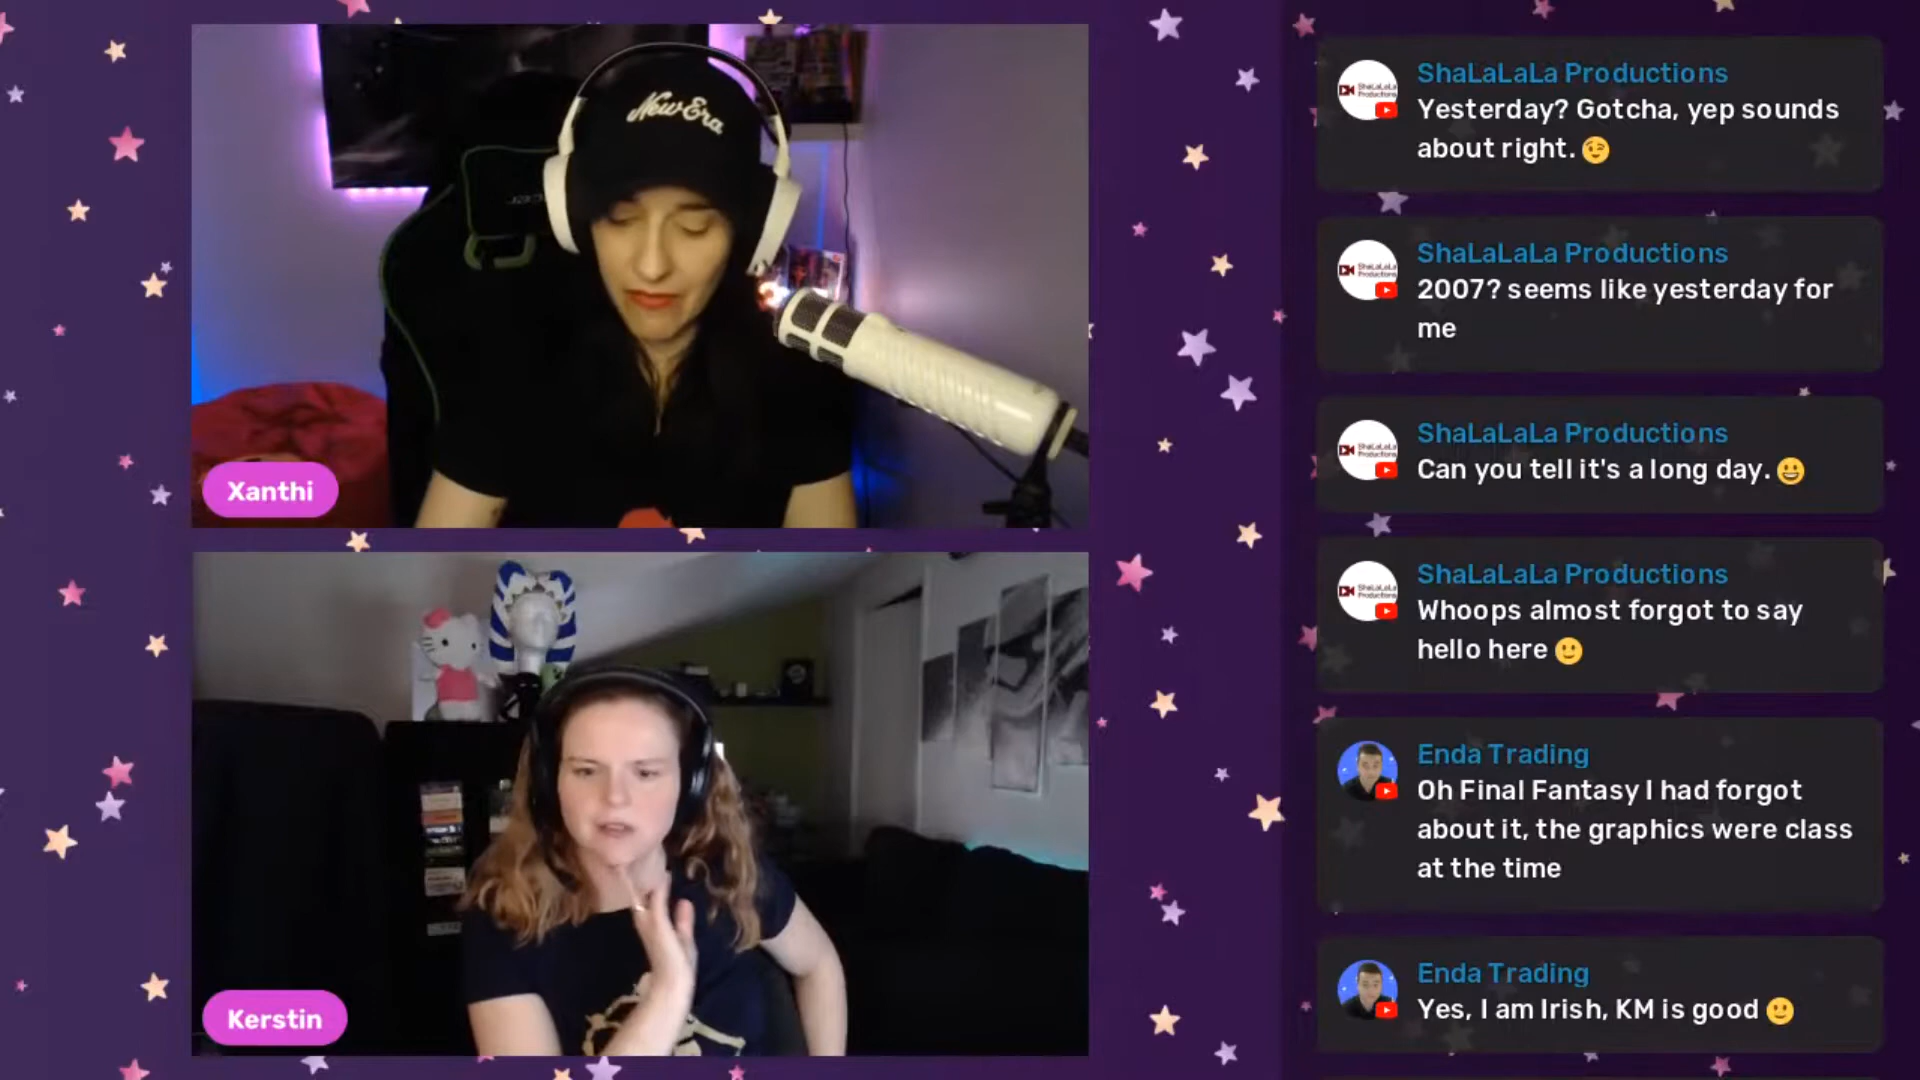 New Era
Xanthi
Kerstin
ShaLaLaLa Productions
Yesterday? Gotcha, yep sounds
about right. 😉
ShaLaLaLa Productions
2007? seems like yesterday for
me
ShaLaLaLa Productions
Can you tell it's a long day. 😀
ShaLaLaLa Productions
Whoops almost forgot to say
hello here 🙂
Enda Trading
Oh Final Fantasy I had forgot
about it, the graphics were class
at the time
Enda Trading
Yes, I am Irish, KM is good 🙂